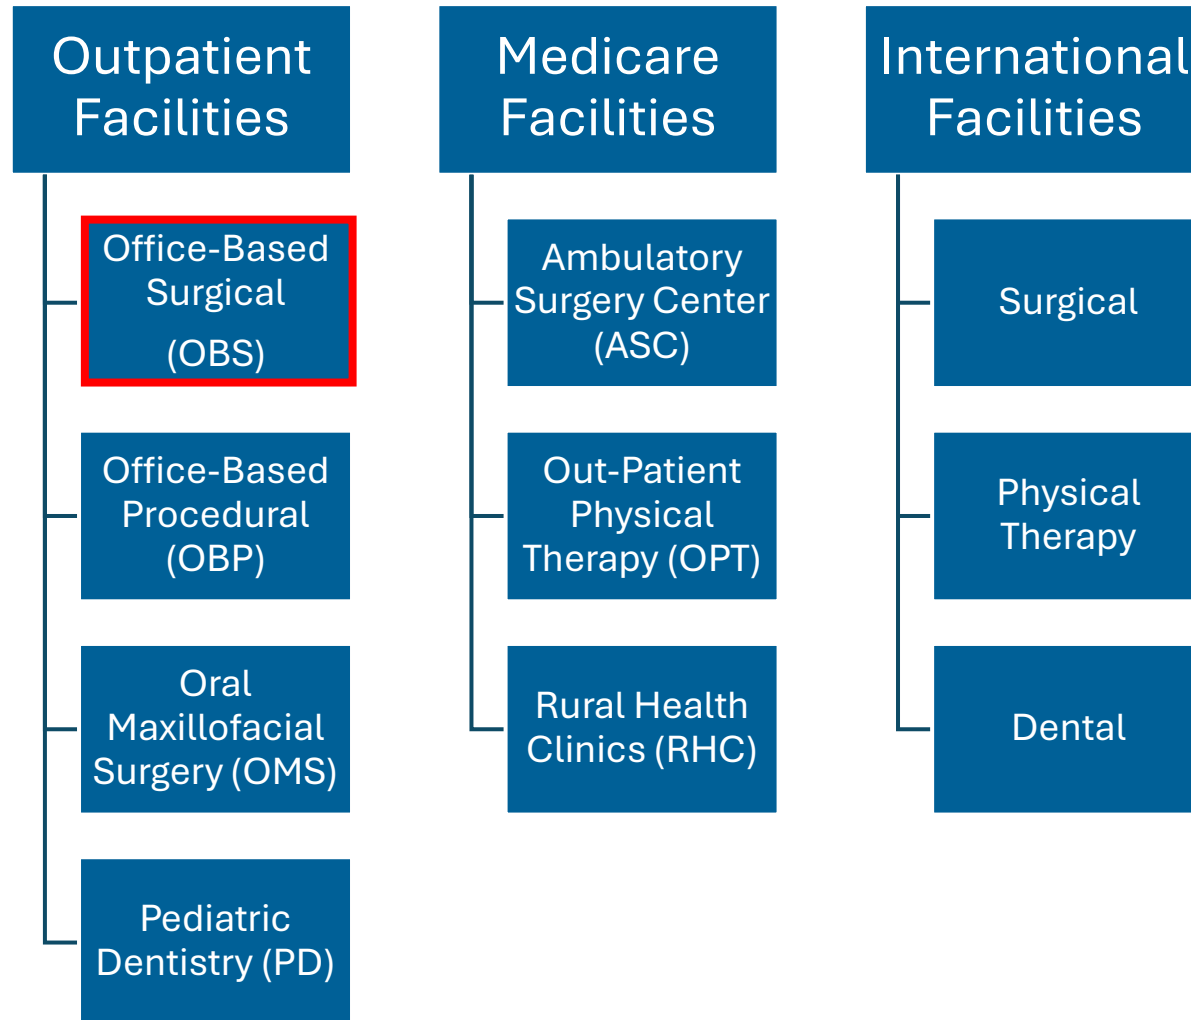 Outpatient
Facilities
Office-Based
Surgical
(OBS)
Office-Based
Procedural
(OBP)
Oral
Maxillofacial
Surgery (OMS)
Pediatric
Dentistry (PD)
Medicare
Facilities
Ambulatory
Surgery Center
(ASC)
Out-Patient
Physical
Therapy (OPT)
Rural Health
Clinics (RHC)
International
Facilities
Surgical
Physical
Therapy
Dental